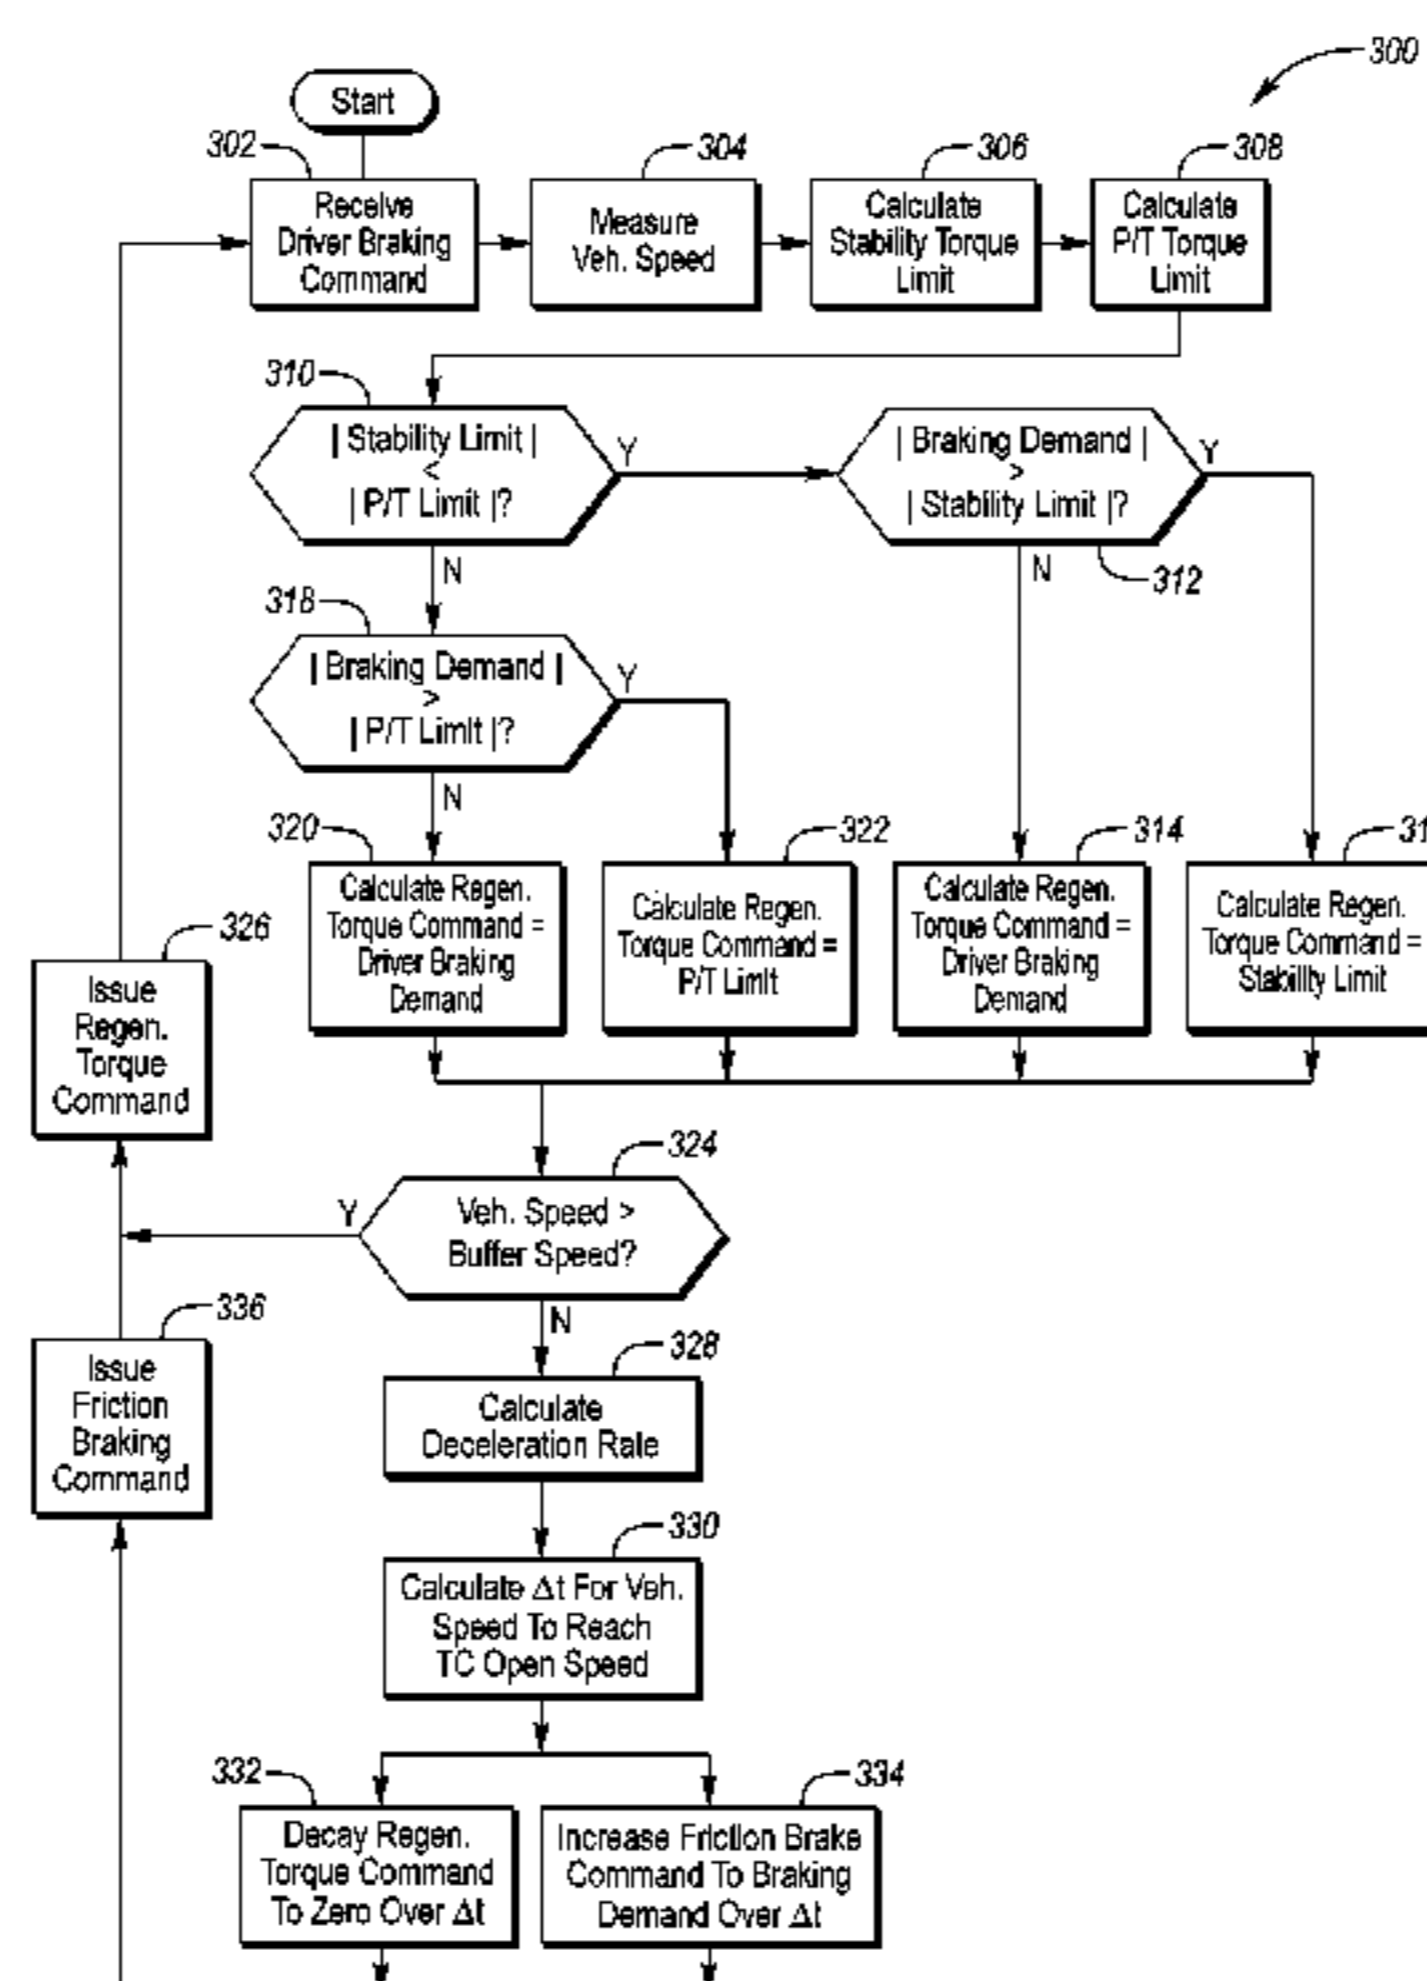 300
Start
302
Receive
Driver Braking
Command
304
Measure
Veh. Speed
306
Calculate
Stability Torque
Limit
308
Calculate
P/T Torque
Limit
310
| Stability Limit |
<
| P/T Limit |?
Y
N
| Braking Demand |
>
| Stability Limit |?
Y
N
312
318
| Braking Demand |
>
| P/T Limit |?
Y
N
320
Calculate Regen.
Torque Command =
Driver Braking
Demand
322
Calculate Regen.
Torque Command =
P/T Limit
314
Calculate Regen.
Torque Command =
Driver Braking
Demand
Calculate Regen.
Torque Command =
Stability Limit
326
Issue
Regen.
Torque
Command
324
Veh. Speed >
Buffer Speed?
Y
N
336
Issue
Friction
Braking
Command
328
Calculate
Deceleration Rate
330
Calculate Δt For Veh.
Speed To Reach
TC Open Speed
332
Decay Regen.
Torque Command
To Zero Over Δt
334
Increase Friction Brake
Command To Braking
Demand Over Δt